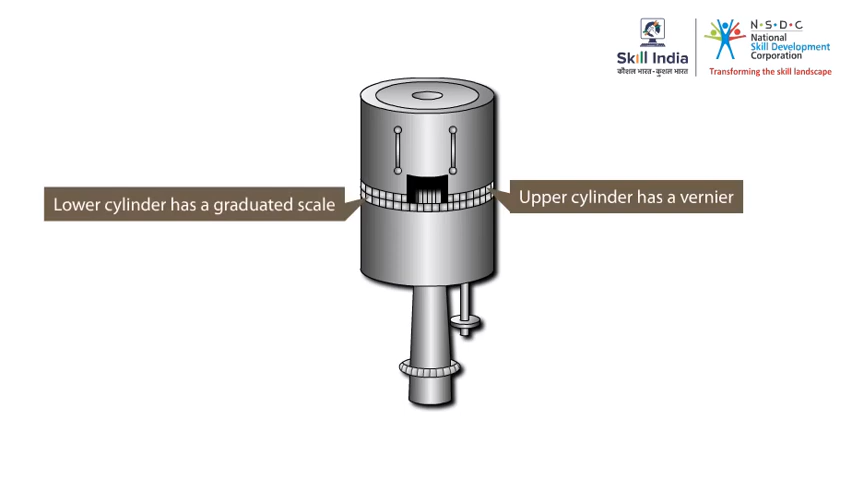 Skill India
कौशल भारत - कुशल भारत
N • S • D • C
National
Skill Development
Corporation
Transforming the skill landscape
Lower cylinder has a graduated scale
Upper cylinder has a vernier